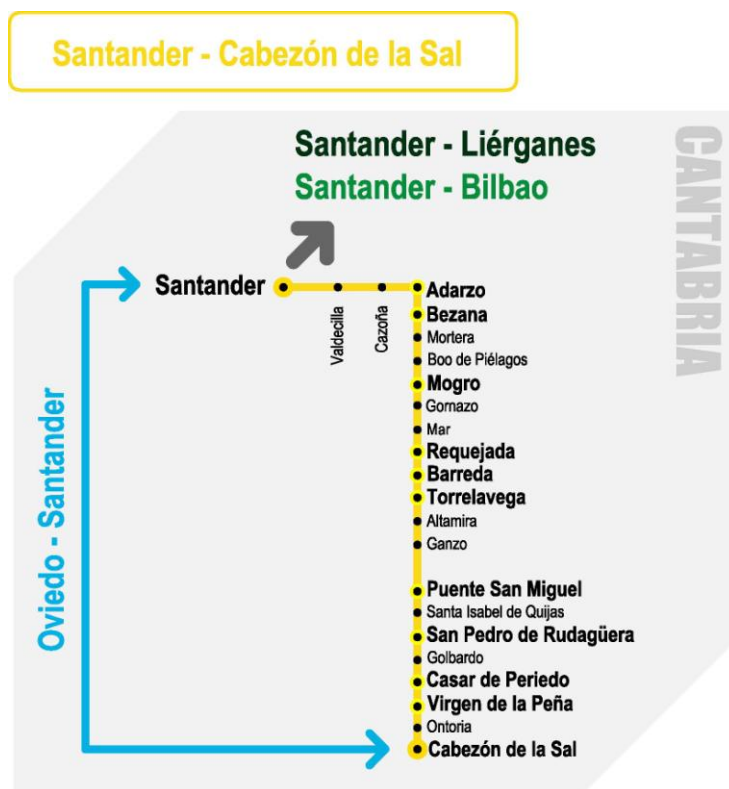 Santander - Cabezón de la Sal
Santander - Liérganes
Santander - Bilbao
CANTABRIA
Oviedo - Santander
Santander
Valdecilla
Cazoña
Adarzo
Bezana
Mortera
Boo de Piélagos
Mogro
Gornazo
Mar
Requejada
Barreda
Torrelavega
Altamira
Ganzo
Puente San Miguel
Santa Isabel de Quijas
San Pedro de Rudagüera
Golbardo
Casar de Periedo
Virgen de la Peña
Ontoria
Cabezón de la Sal